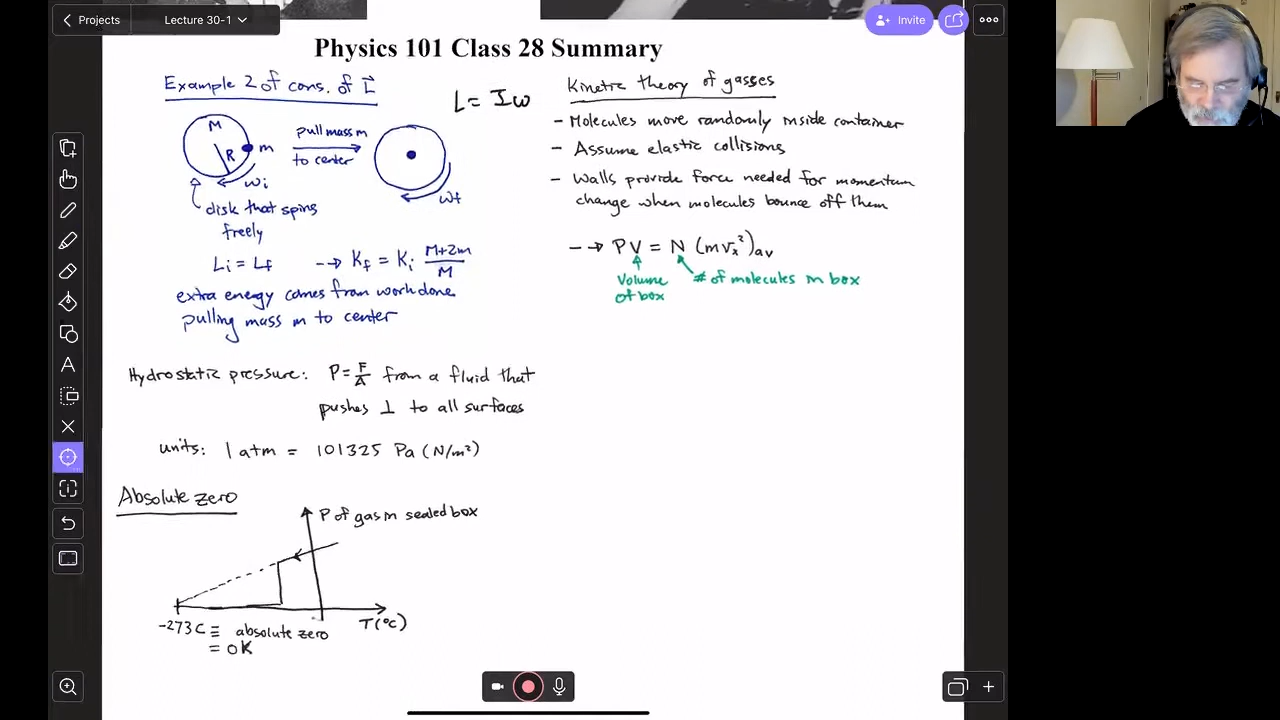 Projects
Lecture 30-1
Invite
Physics 101 Class 28 Summary
Example 2 of cons. of L⃗
L = Iω
M
R
m
ωi
pull mass m
to center
ωf
disk that spins
freely
Li = Lf --→ Kf = Ki (M+2m)/M
extra energy comes from work done
pulling mass m to center
Hydrostatic pressure: P = F/A from a fluid that
pushes ⊥ to all surfaces
units: 1 atm = 101325 Pa (N/m²)
Absolute zero
P of gas in sealed box
T(°C)
-273 C ≡ absolute zero
= 0K
Kinetic theory of gasses
- Molecules move randomly inside container
- Assume elastic collisions
- Walls provide force needed for momentum
change when molecules bounce off them
--→ PV = N (mvx²)av
Volume
of box
# of molecules in box
A